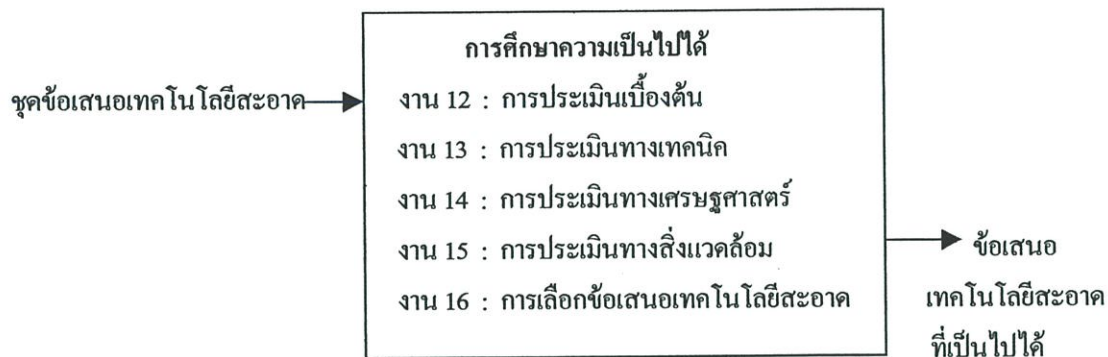 การศึกษาความเป็นไปได้
ชุดข้อเสนอเทคโนโลยีสะอาด
งาน 12 : การประเมินเบื้องต้น
งาน 13 : การประเมินทางเทคนิค
งาน 14 : การประเมินทางเศรษฐศาสตร์
งาน 15 : การประเมินทางสิ่งแวดล้อม
งาน 16 : การเลือกข้อเสนอเทคโนโลยีสะอาด
ข้อเสนอ
เทคโนโลยีสะอาด
ที่เป็นไปได้